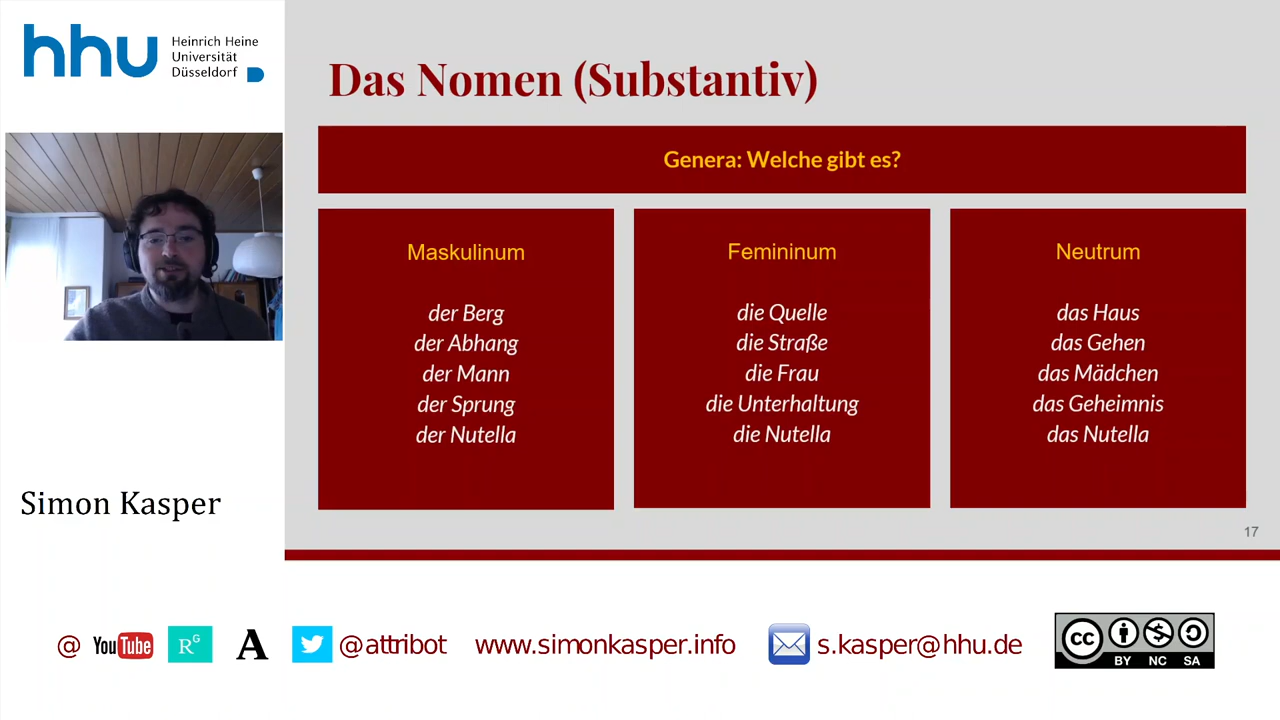 hhu Heinrich Heine
Universität
Düsseldorf
Das Nomen (Substantiv)
Genera: Welche gibt es?
Maskulinum
der Berg
der Abhang
der Mann
der Sprung
der Nutella
Femininum
die Quelle
die Straße
die Frau
die Unterhaltung
die Nutella
Neutrum
das Haus
das Gehen
das Mädchen
das Geheimnis
das Nutella
17
Simon Kasper
@ YouTube RG A @attribot www.simonkasper.info s.kasper@hhu.de
cc BY NC SA